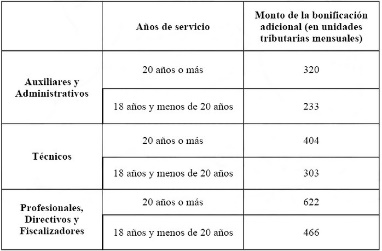 Años de servicio
Monto de la bonificación
adicional (en unidades
tributarias mensuales)
Auxiliares y
Administrativos
20 años o más
320
18 años y menos de 20 años
233
Técnicos
20 años o más
404
18 años y menos de 20 años
303
Profesionales,
Directivos y
Fiscalizadores
20 años o más
622
18 años y menos de 20 años
466